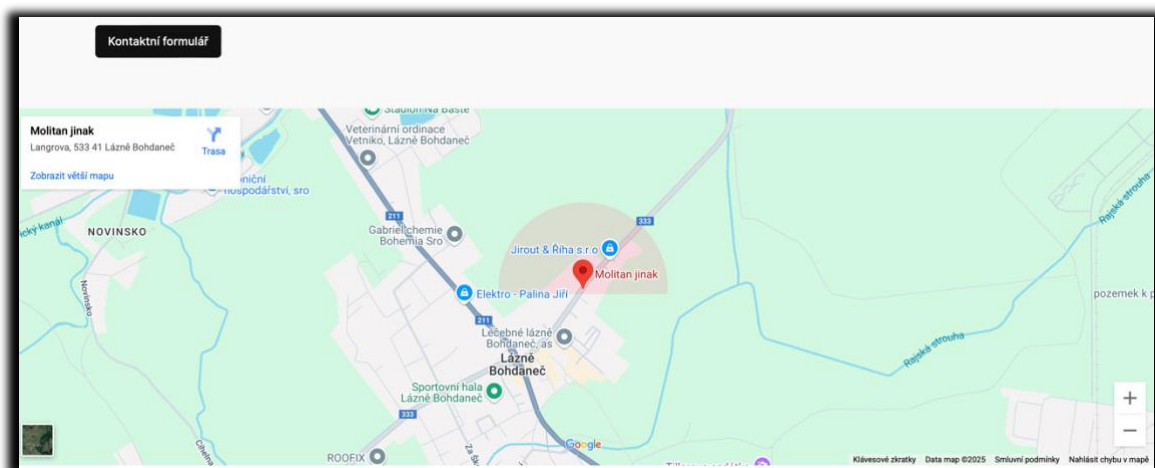 Kontaktní formulář
Molitan jinak
Langrova, 533 41 Lázně Bohdaneč
Trasa
Zobrazit větší mapu
Stadion Na Baště
Veterinární ordinace
Vetniko, Lázně Bohdaneč
hospodářství, sro
NOVINSKO
211
Gabriel chemie
Bohemia Sro
333
Jirout & Říha s.r.o
Molitan jinak
Elektro - Palina Jiří
211
Léčebné lázně
Bohdaneč, as
Lázně
Bohdaneč
Sportovní hala
Lázně Bohdaneč
333
ROOFIX
Novinsko
Cihelna
Rajská strouha
Rajská strouha
pozemek k p
Google
Klávesové zkratky
Data map ©2025
Smluvní podmínky
Nahlásit chybu v mapě